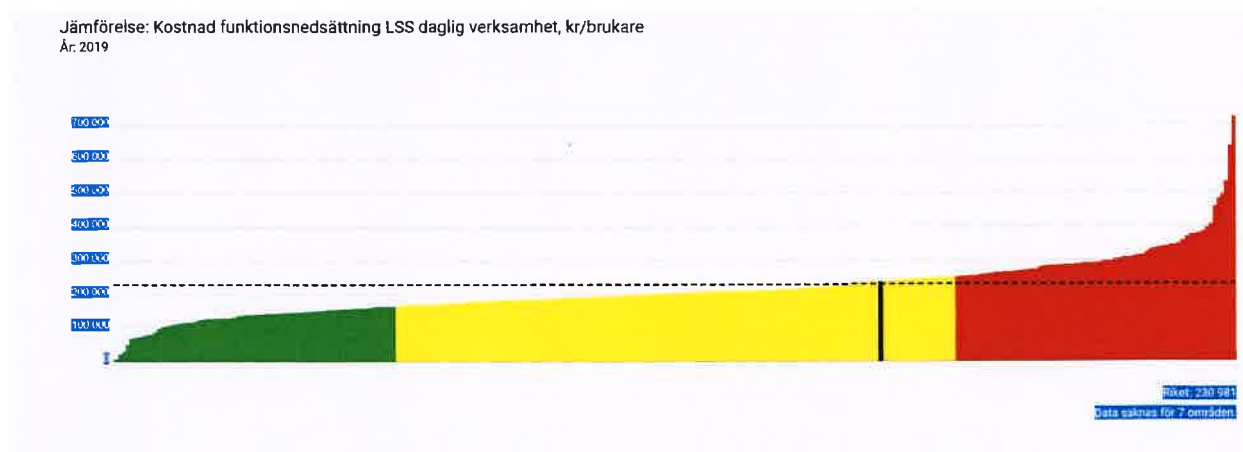 Jämförelse: Kostnad funktionsnedsättning LSS daglig verksamhet, kr/brukare
År: 2019
700 000
600 000
500 000
400 000
300 000
200 000
100 000
0
Riket: 230 981
Data saknas för 7 områden.